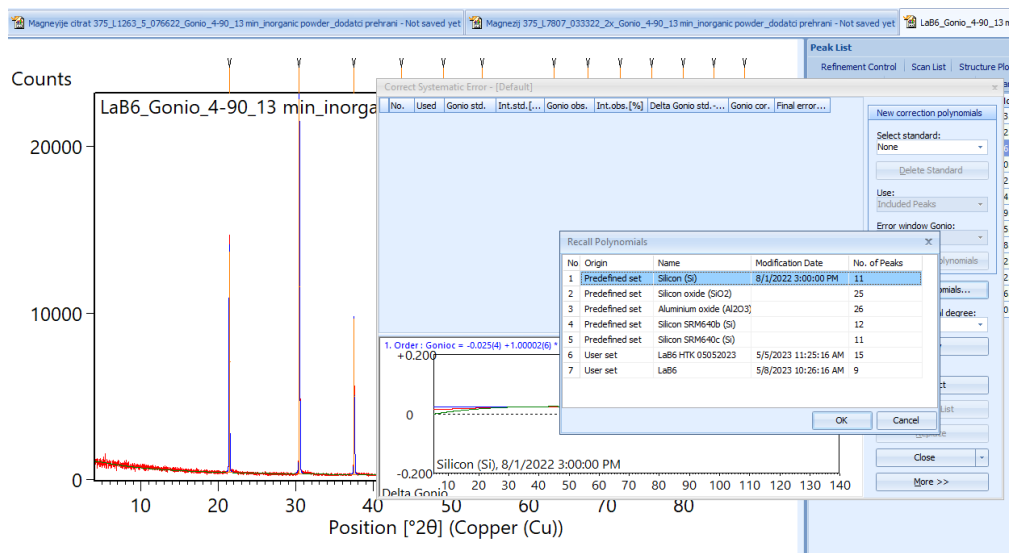 Magneyije citrat 375_L1263_5_076622_Gonio_4-90_13 min_inorganic powder_dodatci prehrani - Not saved yet
Magnezij 375_L7807_033322_2x_Gonio_4-90_13 min_inorganic powder_dodatci prehrani - Not saved yet
LaB6_Gonio_4-90_13 m
Peak List
Refinement Control
Scan List
Structure Plo
Counts
LaB6_Gonio_4-90_13 min_inorga
20000
10000
0
10 20 30 40 50 60 70 80
Position [°2θ] (Copper (Cu))
Correct Systematic Error - [Default]
x
No. Used Gonio std. Int.std.[... Gonio obs. Int.obs.[%] Delta Gonio std.-... Gonio cor. Final error...
New correction polynomials
Select standard:
None
Delete Standard
Use:
Included Peaks
Error window Gonio:
Recall Polynomials
x
No Origin Name Modification Date No. of Peaks
1 Predefined set Silicon (Si) 8/1/2022 3:00:00 PM 11
2 Predefined set Silicon oxide (SiO2) 25
3 Predefined set Aluminium oxide (Al2O3) 26
4 Predefined set Silicon SRM640b (Si) 12
5 Predefined set Silicon SRM640c (Si) 11
6 User set LaB6 HTK 05052023 5/5/2023 11:25:16 AM 15
7 User set LaB6 5/8/2023 10:26:16 AM 9
OK
Cancel
1. Order : Gonioc = -0.025(4) +1.00002(6) *
+0.200
0
-0.200
Silicon (Si), 8/1/2022 3:00:00 PM
10 20 30 40 50 60 70 80 90 100 110 120 130 140
Delta Gonio
Close
More >>